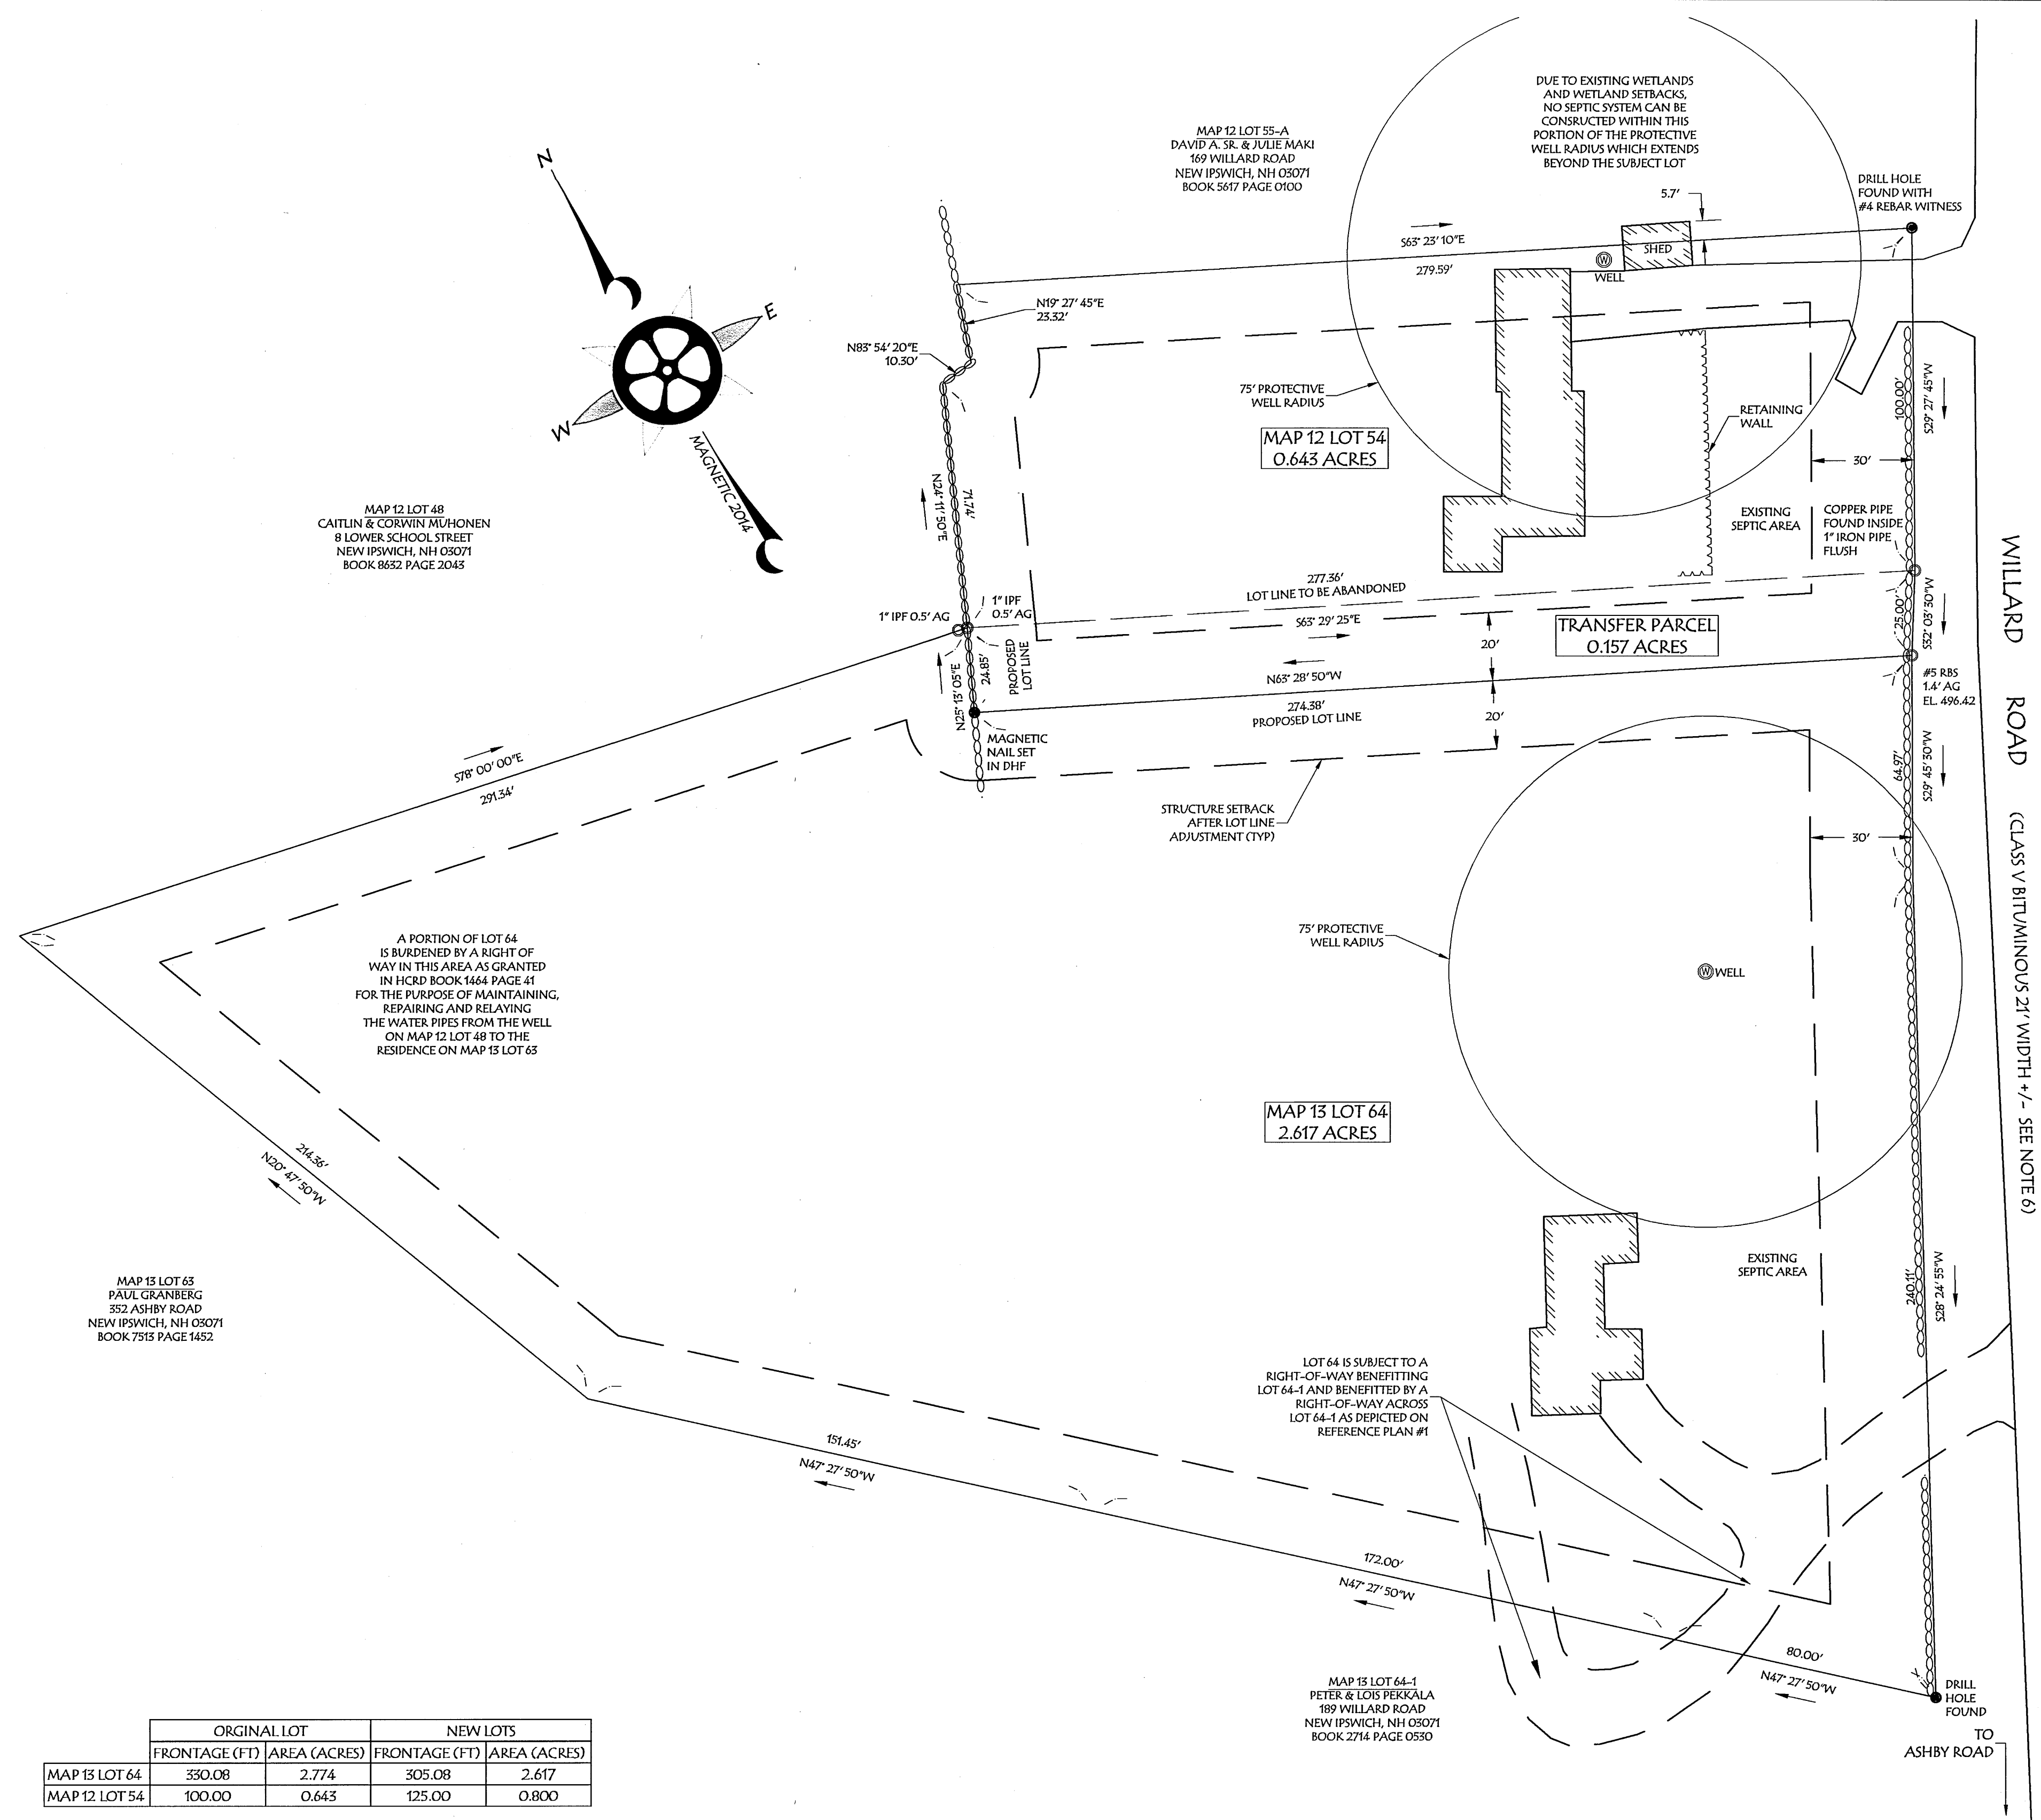 DUE TO EXISTING WETLANDS
AND WETLAND SETBACKS,
NO SEPTIC SYSTEM CAN BE
CONSRUCTED WITHIN THIS
PORTION OF THE PROTECTIVE
WELL RADIUS WHICH EXTENDS
BEYOND THE SUBJECT LOT
MAP 12 LOT 55-A
DAVID A. SR. & JULIE MAKI
169 WILLARD ROAD
NEW IPSWICH, NH 03071
BOOK 5617 PAGE 0100
DRILL HOLE
FOUND WITH
#4 REBAR WITNESS
5.7'
S63° 23' 10"E
279.59'
SHED
W
WELL
N
E
W
MAGNETIC 2014
N19° 27' 45"E
23.32'
N83° 54' 20"E
10.30'
75' PROTECTIVE
WELL RADIUS
RETAINING
WALL
MAP 12 LOT 54
0.643 ACRES
100.00'
S29° 27' 45"W
30'
N24° 11' 50"E
71.74'
MAP 12 LOT 48
CAITLIN & CORWIN MUHONEN
8 LOWER SCHOOL STREET
NEW IPSWICH, NH 03071
BOOK 8632 PAGE 2043
EXISTING
SEPTIC AREA
COPPER PIPE
FOUND INSIDE
1" IRON PIPE
FLUSH
WILLARD ROAD (CLASS V BITUMINOUS 21' WIDTH +/- SEE NOTE 6)
277.36'
LOT LINE TO BE ABANDONED
S63° 29' 25"E
1" IPF 0.5' AG
1" IPF
0.5' AG
25.00'
S32° 03' 30"W
TRANSFER PARCEL
0.157 ACRES
20'
N25° 13' 05"E
24.85'
PROPOSED
LOT LINE
N63° 28' 50"W
274.38'
PROPOSED LOT LINE
20'
#5 RBS
1.4' AG
EL. 496.42
MAGNETIC
NAIL SET
IN DHF
S78° 00' 00"E
291.34'
64.97'
S29° 45' 30"W
STRUCTURE SETBACK
AFTER LOT LINE
ADJUSTMENT (TYP)
30'
75' PROTECTIVE
WELL RADIUS
W WELL
A PORTION OF LOT 64
IS BURDENED BY A RIGHT OF
WAY IN THIS AREA AS GRANTED
IN HCRD BOOK 1464 PAGE 41
FOR THE PURPOSE OF MAINTAINING,
REPAIRING AND RELAYING
THE WATER PIPES FROM THE WELL
ON MAP 12 LOT 48 TO THE
RESIDENCE ON MAP 13 LOT 63
MAP 13 LOT 64
2.617 ACRES
214.36'
N20° 47' 50"W
MAP 13 LOT 63
PAUL GRANBERG
352 ASHBY ROAD
NEW IPSWICH, NH 03071
BOOK 7513 PAGE 1452
EXISTING
SEPTIC AREA
240.11'
S28° 24' 55"W
LOT 64 IS SUBJECT TO A
RIGHT-OF-WAY BENEFITTING
LOT 64-1 AND BENEFITTED BY A
RIGHT-OF-WAY ACROSS
LOT 64-1 AS DEPICTED ON
REFERENCE PLAN #1
151.45'
N47° 27' 50"W
172.00'
N47° 27' 50"W
80.00'
N47° 27' 50"W
MAP 13 LOT 64-1
PETER & LOIS PEKKALA
189 WILLARD ROAD
NEW IPSWICH, NH 03071
BOOK 2714 PAGE 0530
DRILL
HOLE
FOUND
TO
ASHBY ROAD
ORGINAL LOT NEW LOTS
FRONTAGE (FT) AREA (ACRES) FRONTAGE (FT) AREA (ACRES)
MAP 13 LOT 64 330.08 2.774 305.08 2.617
MAP 12 LOT 54 100.00 0.643 125.00 0.800